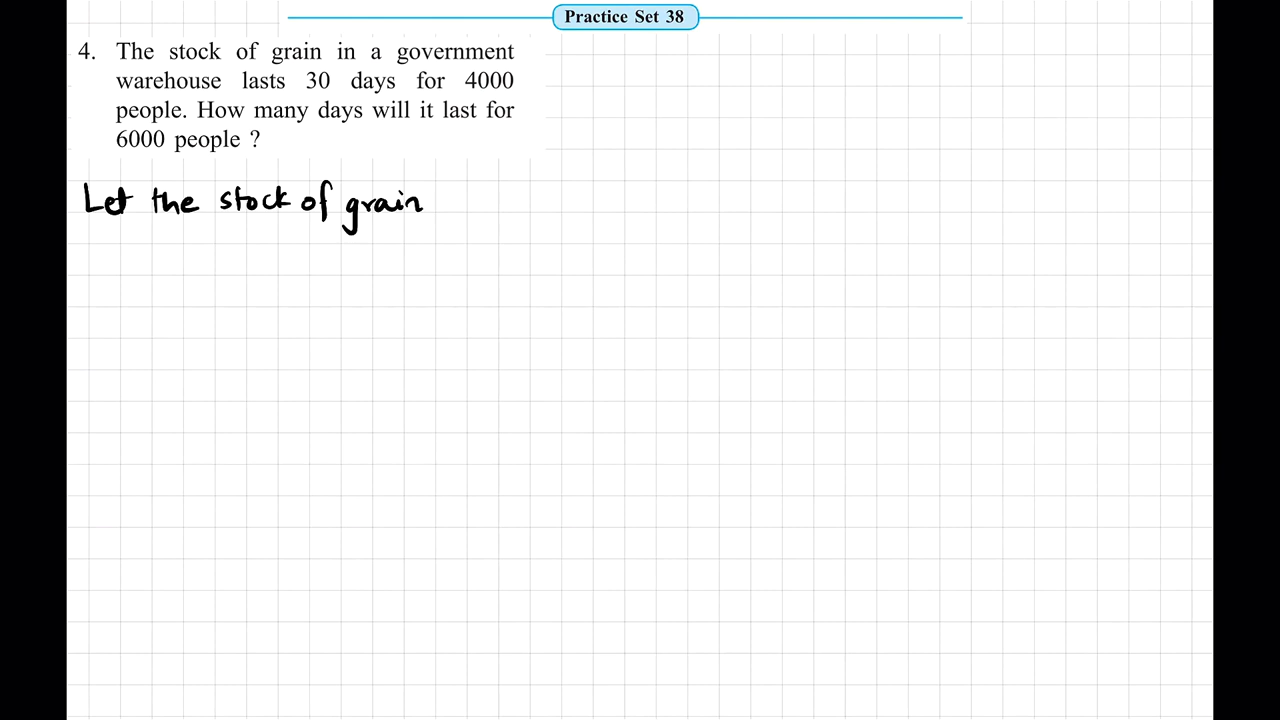 Practice Set 38
4. The stock of grain in a government
warehouse lasts 30 days for 4000
people. How many days will it last for
6000 people ?
Let the stock of grain